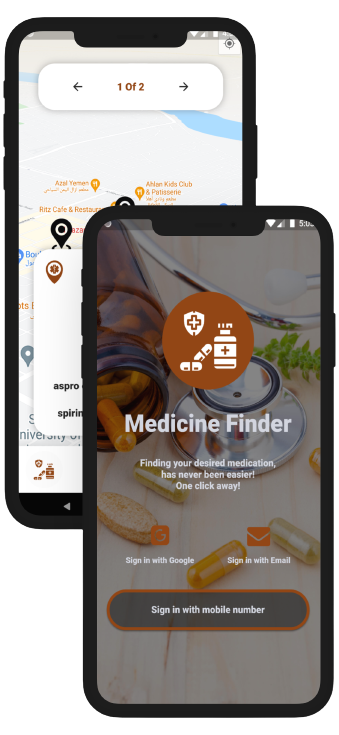 1 Of 2
Azal Yemen
Ahlan Kids Club
& Patisserie
Ritz Cafe & Restaura
aspro
spirin
niversity of
5:0
Medicine Finder
Finding your desired medication,
has never been easier!
One click away!
Sign in with Google
Sign in with Email
Sign in with mobile number